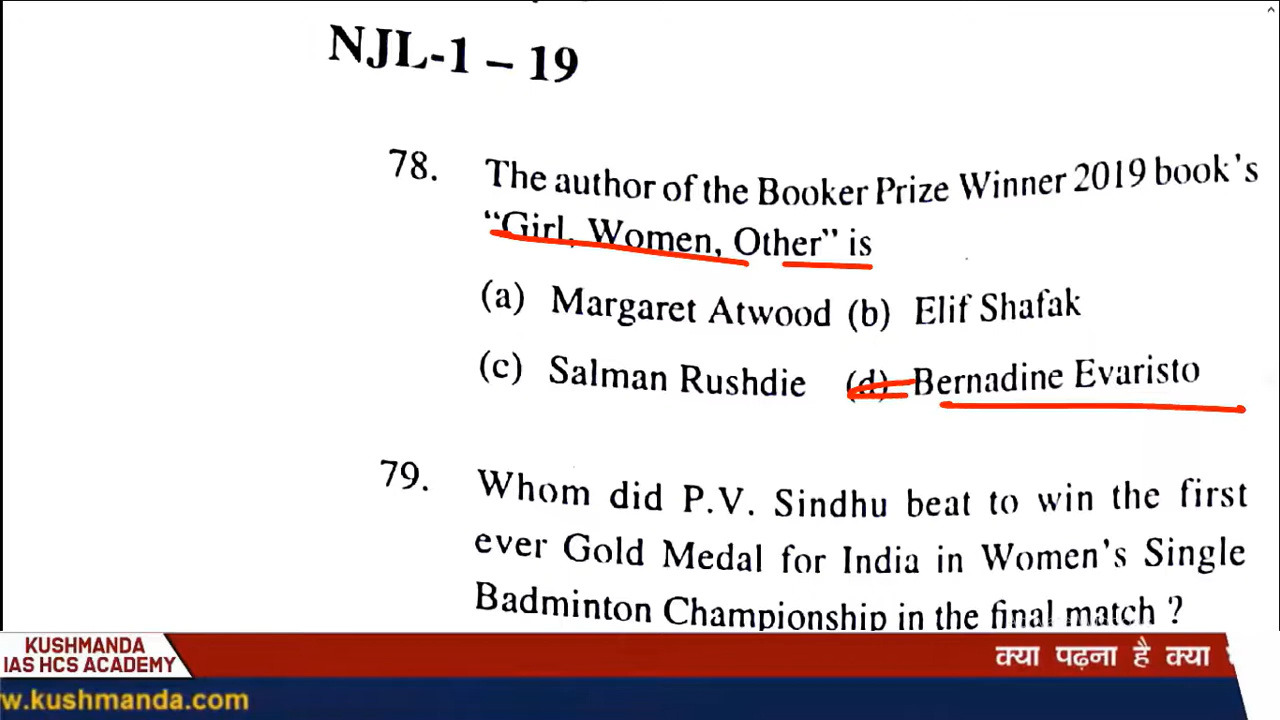 NJL-1 – 19
78. The author of the Booker Prize Winner 2019 book's
“Girl, Women, Other” is
(a) Margaret Atwood (b) Elif Shafak
(c) Salman Rushdie (d) Bernadine Evaristo
79. Whom did P.V. Sindhu beat to win the first
ever Gold Medal for India in Women's Single
Badminton Championship in the final match ?
KUSHMANDA
IAS HCS ACADEMY
क्या पढ़ना है क्या
w.kushmanda.com